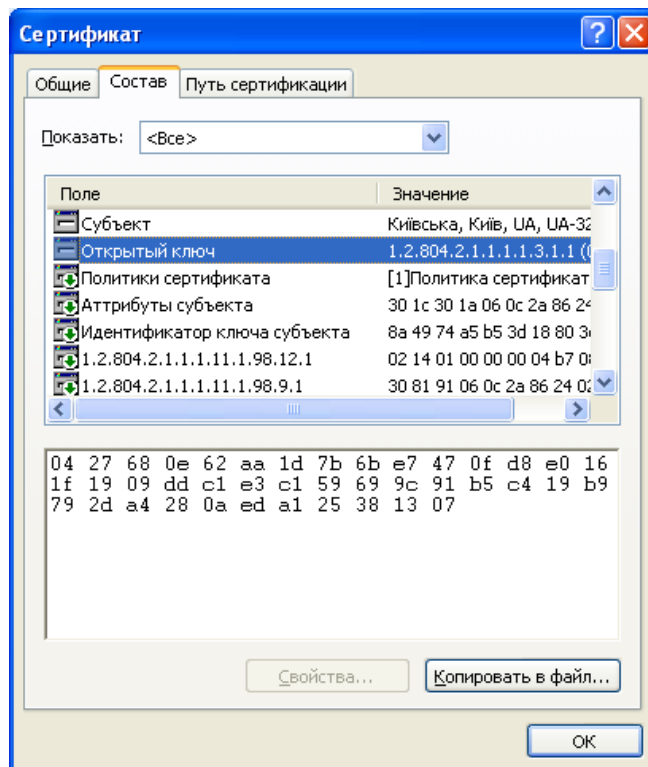 Сертификат
Общие Состав Путь сертификации
Показать: <Все>
Поле Значение
Субъект Київська, Київ, UA, UA-32
Открытый ключ 1.2.804.2.1.1.1.1.3.1.1 (
Политики сертификата [1]Политика сертификат
Аттрибуты субъекта 30 1c 30 1a 06 0c 2a 86 24
Идентификатор ключа субъекта 8a 49 74 a5 b5 3d 18 80 3
1.2.804.2.1.1.1.11.1.98.12.1 02 14 01 00 00 00 04 b7 0
1.2.804.2.1.1.1.11.1.98.9.1 30 81 91 06 0c 2a 86 24 02
04 27 68 0e 62 aa 1d 7b 6b e7 47 0f d8 e0 16
1f 19 09 dd c1 e3 c1 59 69 9c 91 b5 c4 19 b9
79 2d a4 28 0a ed a1 25 38 13 07
Свойства... Копировать в файл...
ОК